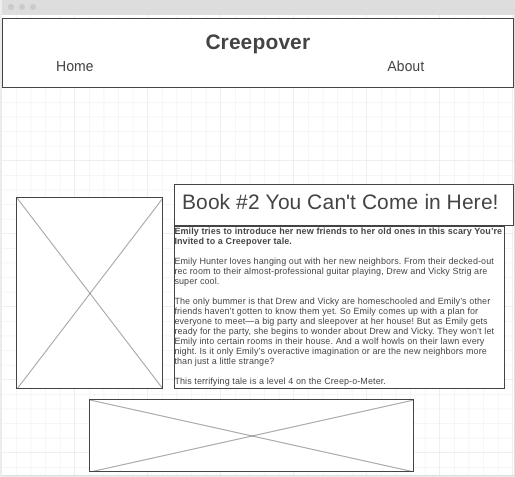 Creepover
Home
About
Book #2 You Can't Come in Here!
Emily tries to introduce her new friends to her old ones in this scary You're
Invited to a Creepover tale.
Emily Hunter loves hanging out with her new neighbors. From their decked-out
rec room to their almost-professional guitar playing, Drew and Vicky Strig are
super cool.
The only bummer is that Drew and Vicky are homeschooled and Emily's other
friends haven't gotten to know them yet. So Emily comes up with a plan for
everyone to meet—a big party and sleepover at her house! But as Emily gets
ready for the party, she begins to wonder about Drew and Vicky. They won't let
Emily into certain rooms in their house. And a wolf howls on their lawn every
night. Is it only Emily's overactive imagination or are the new neighbors more
than just a little strange?
This terrifying tale is a level 4 on the Creep-o-Meter.